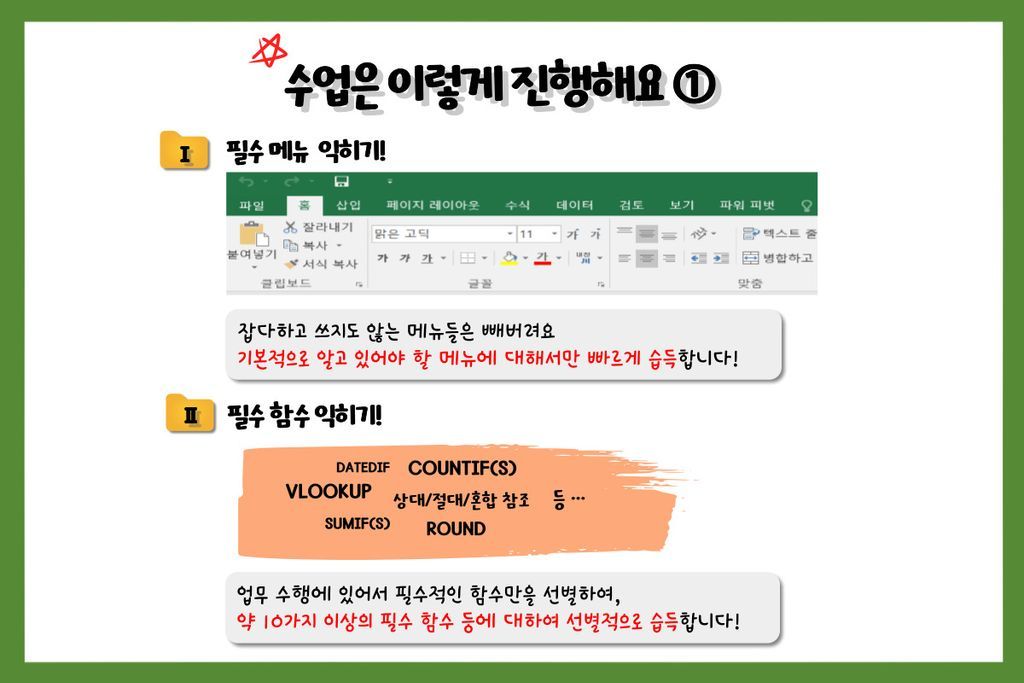 수업은 이렇게 진행해요 ①
Ⅰ 필수 메뉴 익히기!
파일 홈 삽입 페이지 레이아웃 수식 데이터 검토 보기 파워 피벗
붙여넣기 잘라내기 복사 서식 복사
맑은 고딕 11 가 가
가 가 가 가 내천
텍스트 줄
병합하고
클립보드 글꼴 맞춤
잡다하고 쓰지도 않는 메뉴들은 빼버려요
기본적으로 알고 있어야 할 메뉴에 대해서만 빠르게 습득합니다!
Ⅱ 필수 함수 익히기!
DATEDIF COUNTIF(S)
VLOOKUP 상대/절대/혼합 참조 등 …
SUMIF(S) ROUND
업무 수행에 있어서 필수적인 함수만을 선별하여,
약 10가지 이상의 필수 함수 등에 대하여 선별적으로 습득합니다!